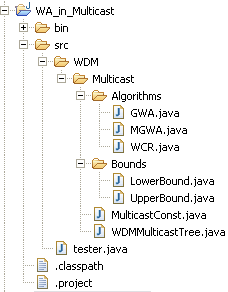 WA_in_Multicast
bin
src
WDM
Multicast
Algorithms
GWA.java
MGWA.java
WCR.java
Bounds
LowerBound.java
UpperBound.java
MulticastConst.java
WDMMulticastTree.java
tester.java
.classpath
.project